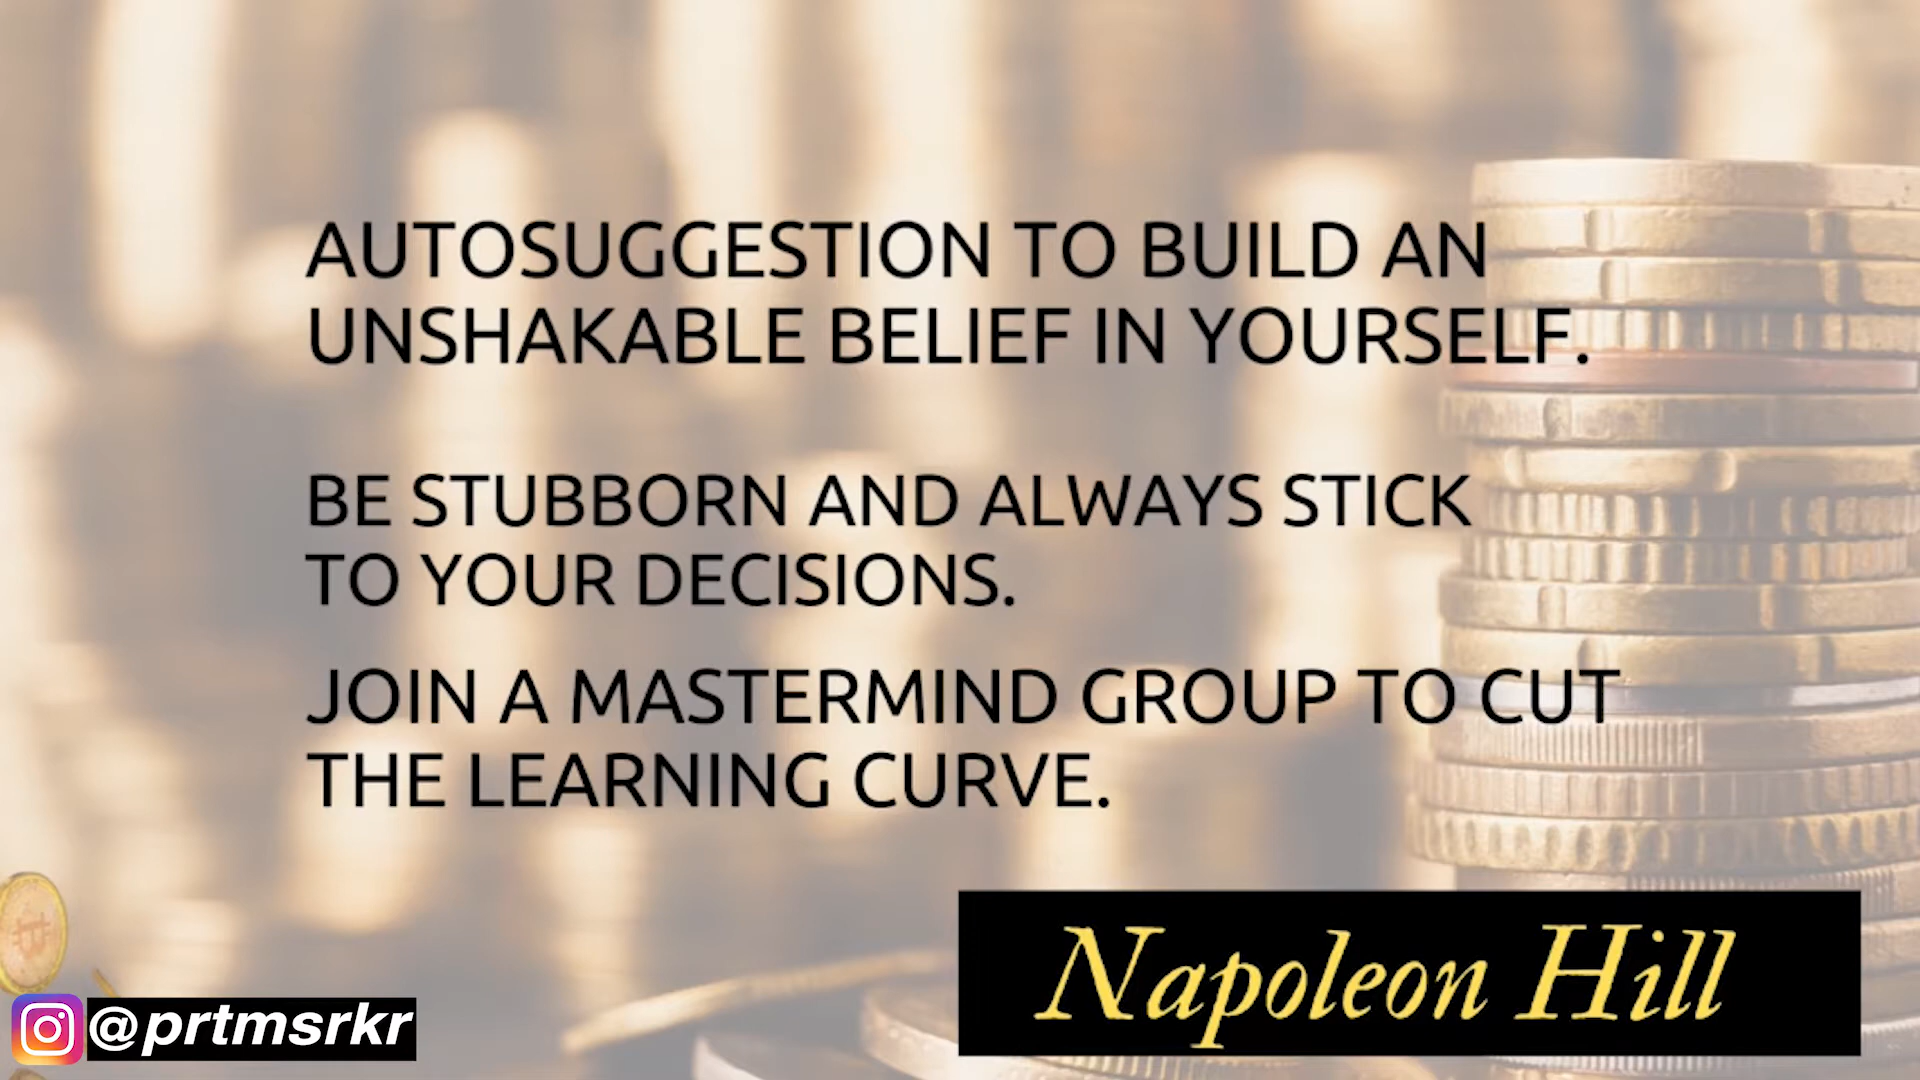 AUTOSUGGESTION TO BUILD AN
UNSHAKABLE BELIEF IN YOURSELF.
BE STUBBORN AND ALWAYS STICK
TO YOUR DECISIONS.
JOIN A MASTERMIND GROUP TO CUT
THE LEARNING CURVE.
Napoleon Hill
@prtmsrkr